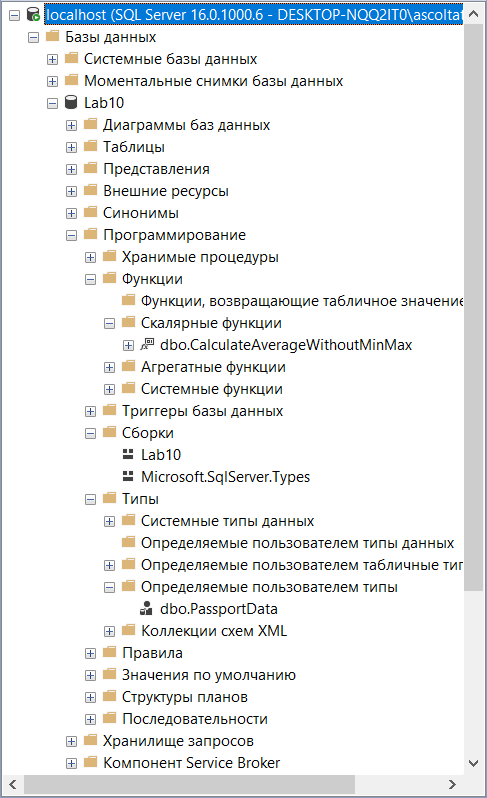 localhost (SQL Server 16.0.1000.6 - DESKTOP-NQQ2IT0\ascoltat
Базы данных
Системные базы данных
Моментальные снимки базы данных
Lab10
Диаграммы баз данных
Таблицы
Представления
Внешние ресурсы
Синонимы
Программирование
Хранимые процедуры
Функции
Функции, возвращающие табличное значение
Скалярные функции
dbo.CalculateAverageWithoutMinMax
Агрегатные функции
Системные функции
Триггеры базы данных
Сборки
Lab10
Microsoft.SqlServer.Types
Типы
Системные типы данных
Определяемые пользователем типы данных
Определяемые пользователем табличные тип
Определяемые пользователем типы
dbo.PassportData
Коллекции схем XML
Правила
Значения по умолчанию
Структуры планов
Последовательности
Хранилище запросов
Компонент Service Broker